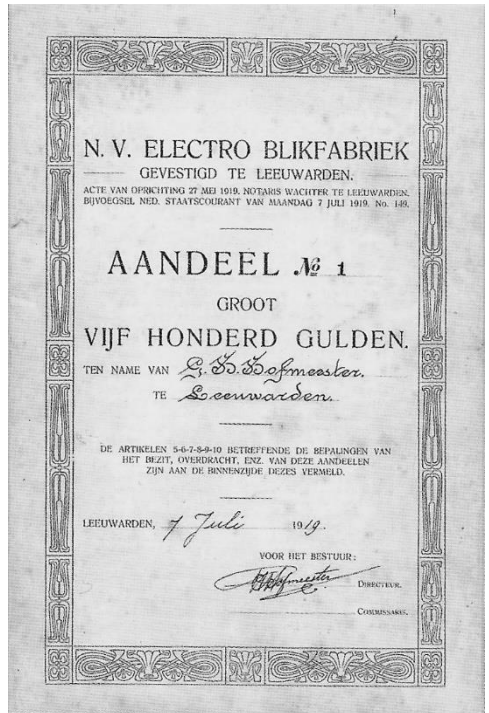 N. V. ELECTRO BLIKFABRIEK
GEVESTIGD TE LEEUWARDEN.
ACTE VAN OPRICHTING 27 MEI 1919. NOTARIS WACHTER TE LEEUWARDEN.
BIJVOEGSEL NED. STAATSCOURANT VAN MAANDAG 7 JULI 1919. No. 149.
AANDEEL No 1
GROOT
VIJF HONDERD GULDEN.
TEN NAME VAN G. H. Hofmeester.
TE Leeuwarden.
DE ARTIKELEN 5-6-7-8-9-10 BETREFFENDE DE BEPALINGEN VAN
HET BEZIT, OVERDRACHT, ENZ. VAN DEZE AANDEELEN
ZIJN AAN DE BINNENZIJDE DEZES VERMELD.
LEEUWARDEN, 7 Juli 1919.
VOOR HET BESTUUR:
Hofmeester DIRECTEUR.
COMMISSARIS.